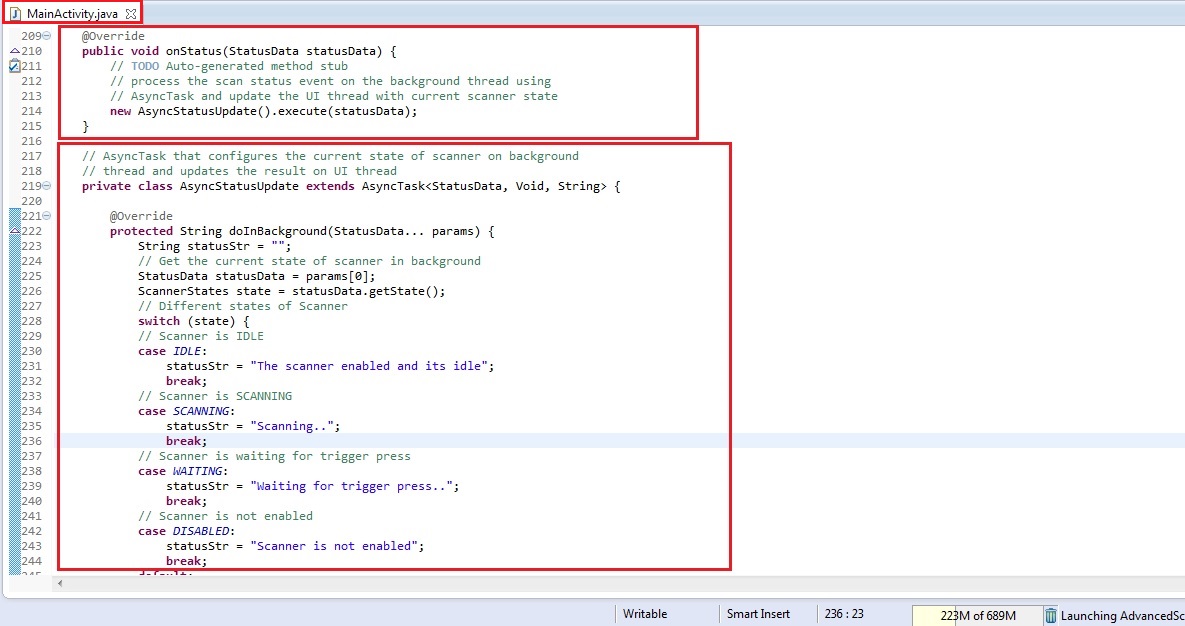 MainActivity.java
209 @Override
210 public void onStatus(StatusData statusData) {
211 // TODO Auto-generated method stub
212 // process the scan status event on the background thread using
213 // AsyncTask and update the UI thread with current scanner state
214 new AsyncStatusUpdate().execute(statusData);
215 }
216
217 // AsyncTask that configures the current state of scanner on background
218 // thread and updates the result on UI thread
219 private class AsyncStatusUpdate extends AsyncTask<StatusData, Void, String> {
220
221 @Override
222 protected String doInBackground(StatusData... params) {
223 String statusStr = "";
224 // Get the current state of scanner in background
225 StatusData statusData = params[0];
226 ScannerStates state = statusData.getState();
227 // Different states of Scanner
228 switch (state) {
229 // Scanner is IDLE
230 case IDLE:
231 statusStr = "The scanner enabled and its idle";
232 break;
233 // Scanner is SCANNING
234 case SCANNING:
235 statusStr = "Scanning..";
236 break;
237 // Scanner is waiting for trigger press
238 case WAITING:
239 statusStr = "Waiting for trigger press..";
240 break;
241 // Scanner is not enabled
242 case DISABLED:
243 statusStr = "Scanner is not enabled";
244 break;
245 default:
Writable Smart Insert 236 : 23 223M of 689M Launching AdvancedSc